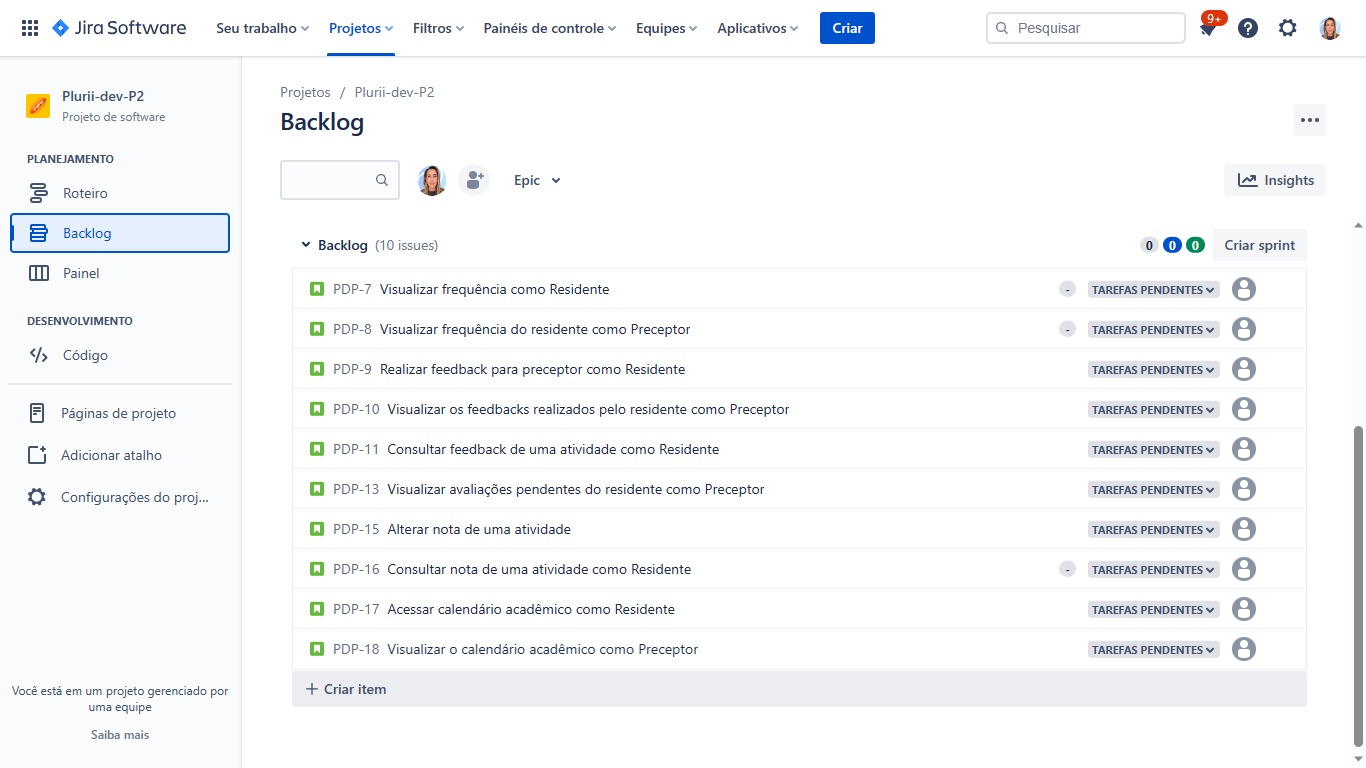 Jira Software
Seu trabalho
Projetos
Filtros
Painéis de controle
Equipes
Aplicativos
Criar
Pesquisar
9+
Plurii-dev-P2
Projeto de software
PLANEJAMENTO
Roteiro
Backlog
Painel
DESENVOLVIMENTO
Código
Páginas de projeto
Adicionar atalho
Configurações do proj...
Você está em um projeto gerenciado por
uma equipe
Saiba mais
Projetos / Plurii-dev-P2
Backlog
Epic
Insights
Backlog (10 issues) 0 0 0 Criar sprint
PDP-7 Visualizar frequência como Residente - TAREFAS PENDENTES
PDP-8 Visualizar frequência do residente como Preceptor - TAREFAS PENDENTES
PDP-9 Realizar feedback para preceptor como Residente TAREFAS PENDENTES
PDP-10 Visualizar os feedbacks realizados pelo residente como Preceptor TAREFAS PENDENTES
PDP-11 Consultar feedback de uma atividade como Residente TAREFAS PENDENTES
PDP-13 Visualizar avaliações pendentes do residente como Preceptor TAREFAS PENDENTES
PDP-15 Alterar nota de uma atividade TAREFAS PENDENTES
PDP-16 Consultar nota de uma atividade como Residente - TAREFAS PENDENTES
PDP-17 Acessar calendário acadêmico como Residente TAREFAS PENDENTES
PDP-18 Visualizar o calendário acadêmico como Preceptor TAREFAS PENDENTES
+ Criar item